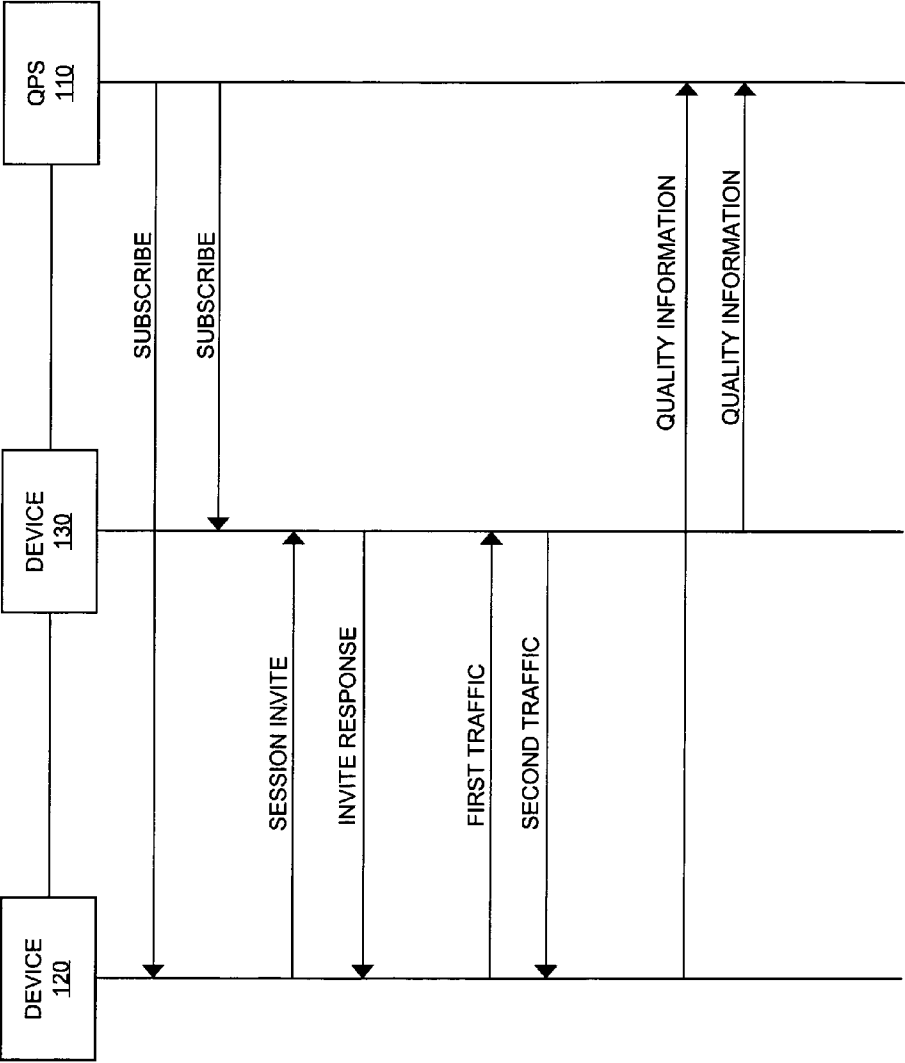 DEVICE
120
DEVICE
130
QPS
110
SUBSCRIBE
SUBSCRIBE
SESSION INVITE
INVITE RESPONSE
FIRST TRAFFIC
SECOND TRAFFIC
QUALITY INFORMATION
QUALITY INFORMATION